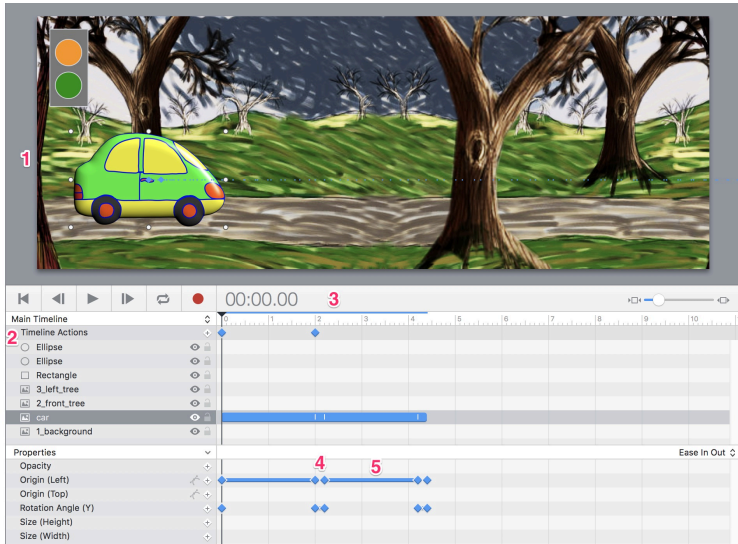 1
00:00.00
3
Main Timeline
0 1 2 3 4 5 6 7 8 9 10
2
Timeline Actions
Ellipse
Ellipse
Rectangle
3_left_tree
2_front_tree
car
1_background
Properties
Ease In Out
Opacity
4
5
Origin (Left)
Origin (Top)
Rotation Angle (Y)
Size (Height)
Size (Width)